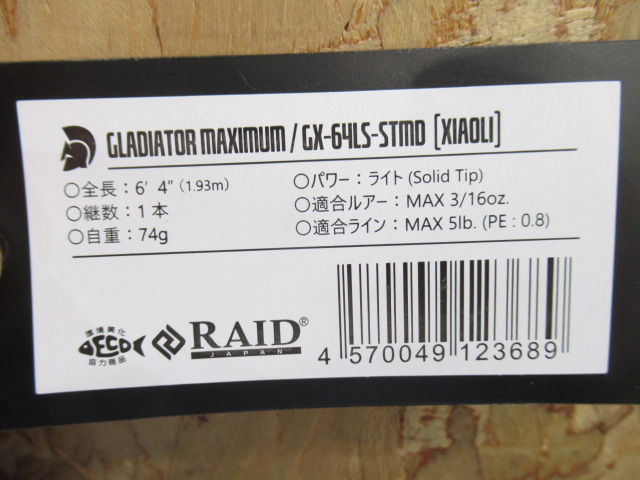 GLADIATOR MAXIMUM / GX-64LS-STMD [XIAOLI]
○全長：6′ 4″ (1.93m)
○継数：1本
○自重：74g
○パワー：ライト (Solid Tip)
○適合ルアー：MAX 3/16oz.
○適合ライン：MAX 5lb. (PE : 0.8)
環境美化
ECO
協力商品
RAID®
JAPAN
4 570049 123689